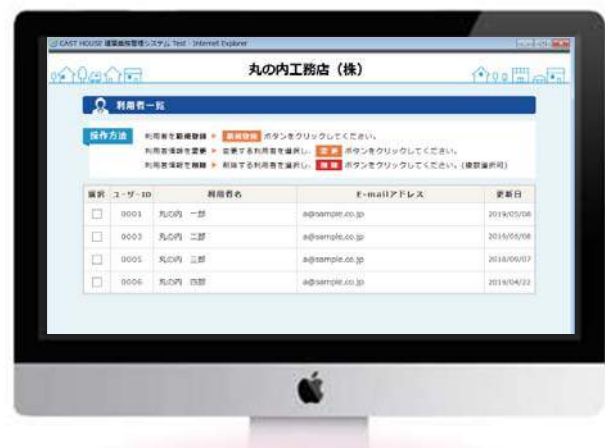 CAST HOUSE 建築業務管理システム Test - Internet Explorer
丸の内工務店（株）
利用者一覧
操作方法 利用者を新規登録 ▶ 新規登録 ボタンをクリックしてください。
利用者情報を変更 ▶ 変更する利用者を選択し、 変更 ボタンをクリックしてください。
利用者情報を削除 ▶ 削除する利用者を選択し、 削除 ボタンをクリックしてください。(複数選択可)
選択 ユーザーID 利用者名 E-mailアドレス 更新日
0001 丸の内 一郎 a@sample.co.jp 2019/05/08
丸の内 二郎 a@sample.co.jp
0005 丸の内 三郎 a@sample.co.jp
0006 丸の内 四郎 a@sample.co.jp 2019/04/22